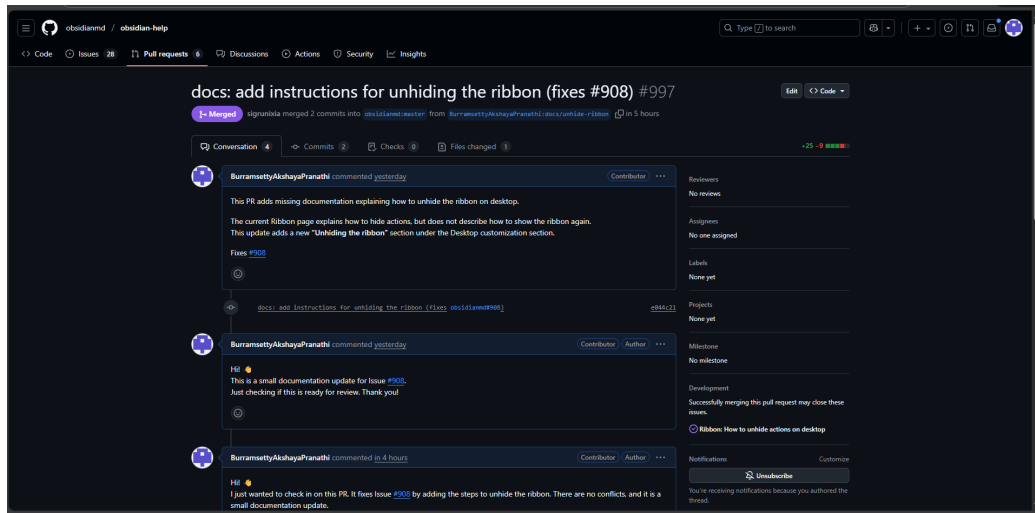 obsidianmd / obsidian-help
Type / to search
<> Code Issues 28 Pull requests 6 Discussions Actions Security Insights
docs: add instructions for unhiding the ribbon (fixes #908) #997
Edit <> Code
Merged sigrunixia merged 2 commits into obsidianmd:master from BurramsettyAkshayaPranathi:docs/unhide-ribbon in 5 hours
Conversation 4 Commits 2 Checks 0 Files changed 1
+25 -9
BurramsettyAkshayaPranathi commented yesterday Contributor
This PR adds missing documentation explaining how to unhide the ribbon on desktop.
The current Ribbon page explains how to hide actions, but does not describe how to show the ribbon again.
This update adds a new "Unhiding the ribbon" section under the Desktop customization section.
Fixes #908
docs: add instructions for unhiding the ribbon (fixes obsidianmd#908) e044c21
BurramsettyAkshayaPranathi commented yesterday Contributor Author
Hi! 👋
This is a small documentation update for Issue #908.
Just checking if this is ready for review. Thank you!
BurramsettyAkshayaPranathi commented in 4 hours Contributor Author
Hi! 👋
I just wanted to check in on this PR. It fixes Issue #908 by adding the steps to unhide the ribbon. There are no conflicts, and it is a
small documentation update.
Reviewers
No reviews
Assignees
No one assigned
Labels
None yet
Projects
None yet
Milestone
No milestone
Development
Successfully merging this pull request may close these
issues.
Ribbon: How to unhide actions on desktop
Notifications Customize
Unsubscribe
You're receiving notifications because you authored the
thread.